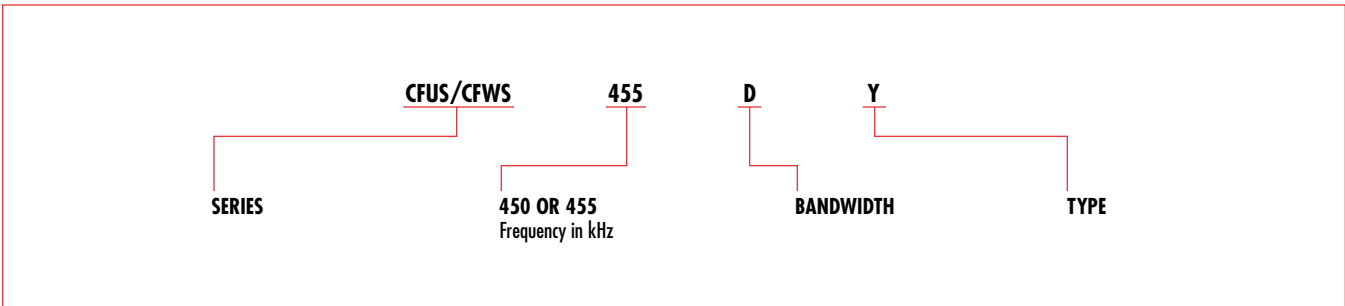 CFUS/CFWS 455 D Y
SERIES 450 OR 455 BANDWIDTH TYPE
Frequency in kHz